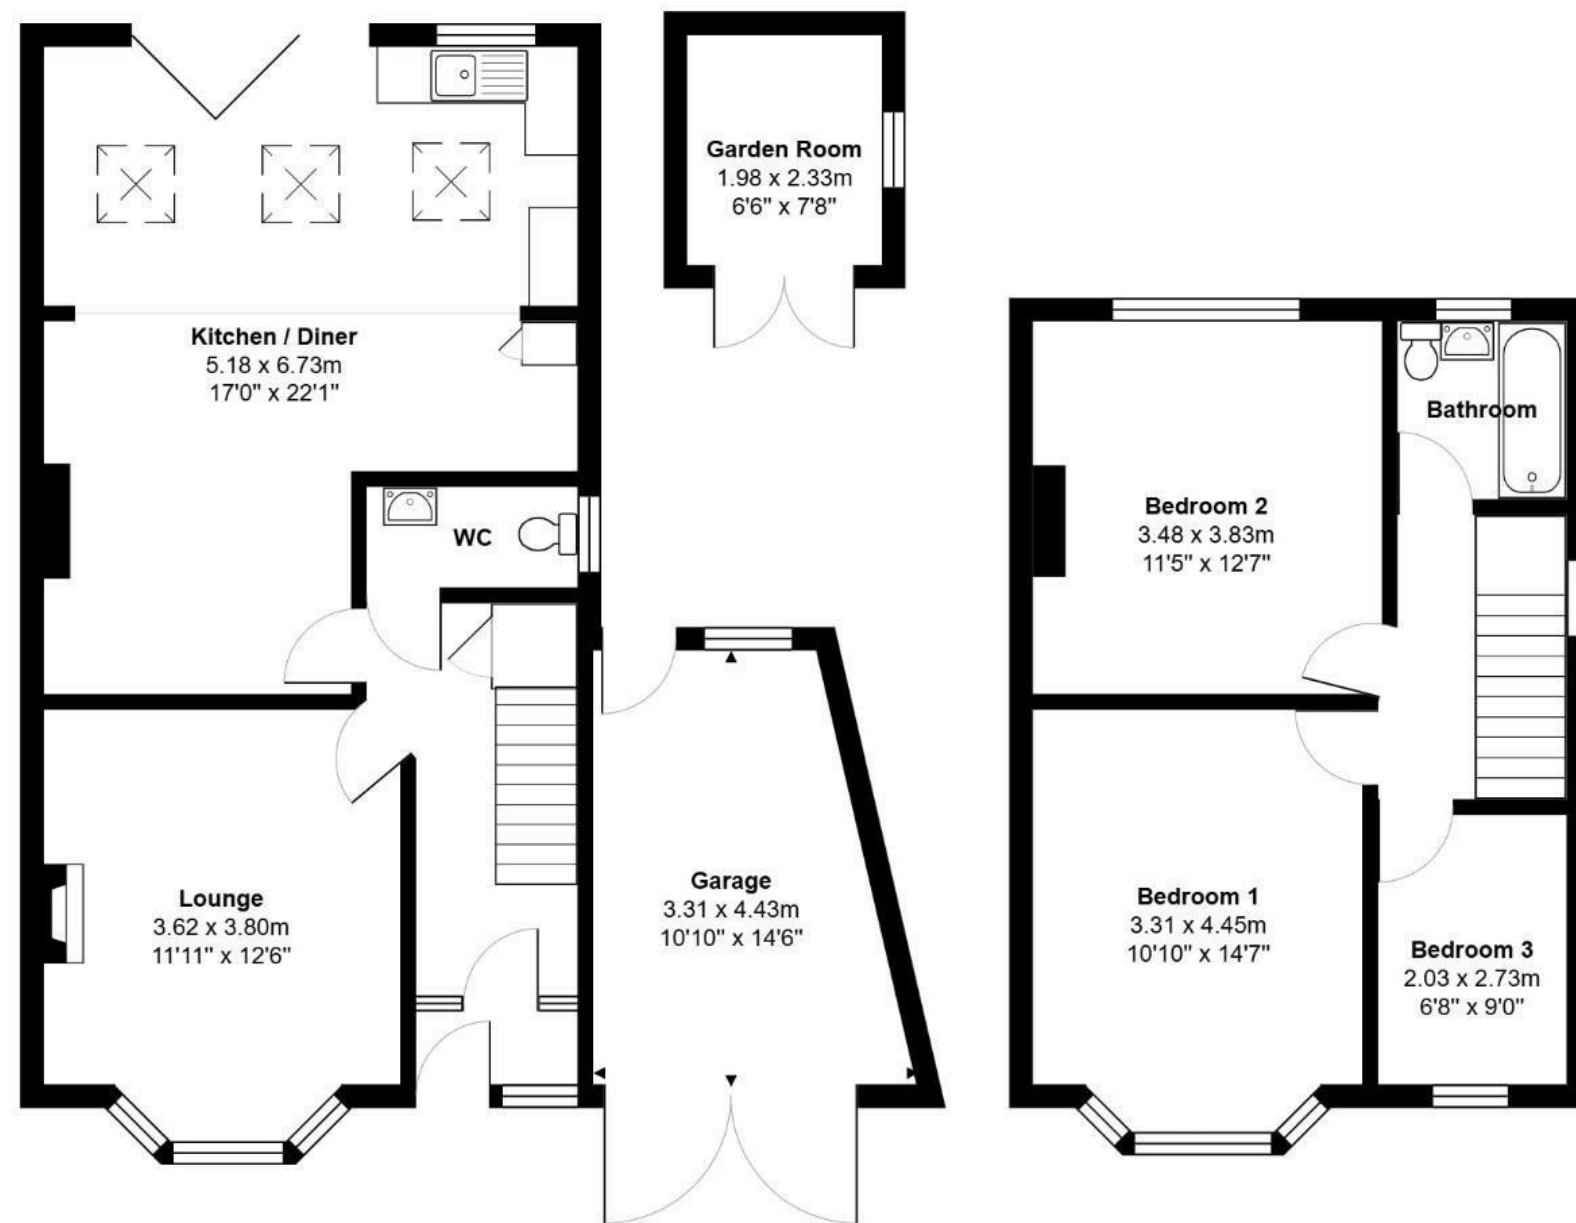 Garden Room
1.98 x 2.33m
6'6" x 7'8"
Kitchen / Diner
5.18 x 6.73m
17'0" x 22'1"
WC
Lounge
3.62 x 3.80m
11'11" x 12'6"
Garage
3.31 x 4.43m
10'10" x 14'6"
Bathroom
Bedroom 2
3.48 x 3.83m
11'5" x 12'7"
Bedroom 1
3.31 x 4.45m
10'10" x 14'7"
Bedroom 3
2.03 x 2.73m
6'8" x 9'0"